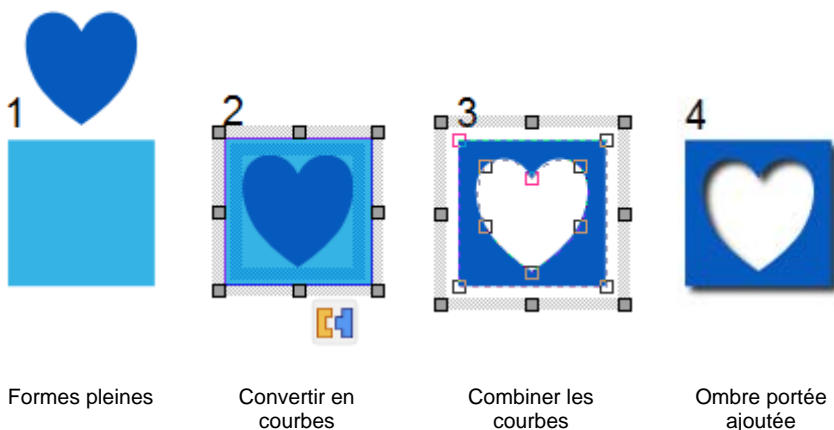 1
2
3
4
Formes pleines
Convertir en
courbes
Combiner les
courbes
Ombre portée
ajoutée